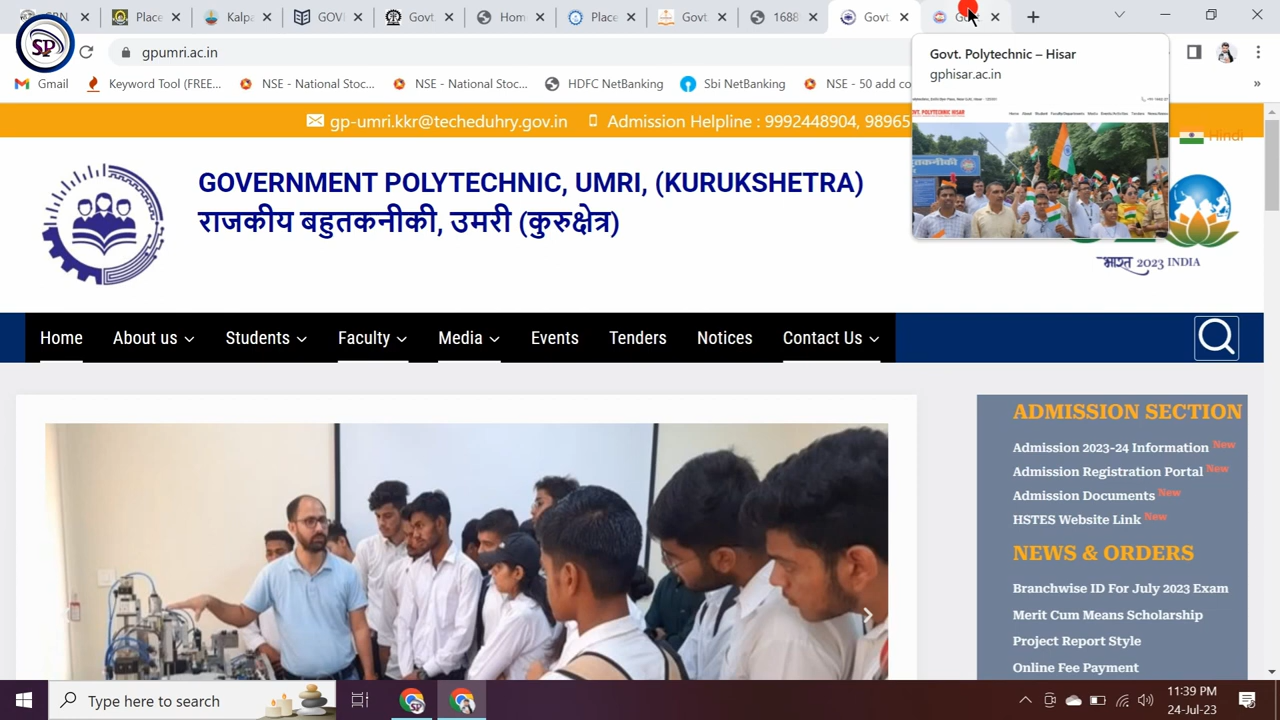 SBN
Place
Kalpa
GOVE
Govt.
Hom
Place
Gove
1688
Govt.
SP
gpumri.ac.in
Govt. Polytechnic – Hisar
gphisar.ac.in
Gmail
Keyword Tool (FREE...
NSE - National Stoc...
NSE - National Stoc...
HDFC NetBanking
Sbi NetBanking
NSE - 50 add co
»
gp-umri.kkr@techeduhry.gov.in
Admission Helpline : 9992448904, 98965
Hindi
GOVERNMENT POLYTECHNIC, UMRI, (KURUKSHETRA)
राजकीय बहुतकनीकी, उमरी (कुरुक्षेत्र)
भारत 2023 INDIA
Home
About us
Students
Faculty
Media
Events
Tenders
Notices
Contact Us
ADMISSION SECTION
Admission 2023-24 Information New
Admission Registration Portal New
Admission Documents New
HSTES Website Link New
NEWS & ORDERS
Branchwise ID For July 2023 Exam
Merit Cum Means Scholarship
Project Report Style
Online Fee Payment
Type here to search
11:39 PM
24-Jul-23